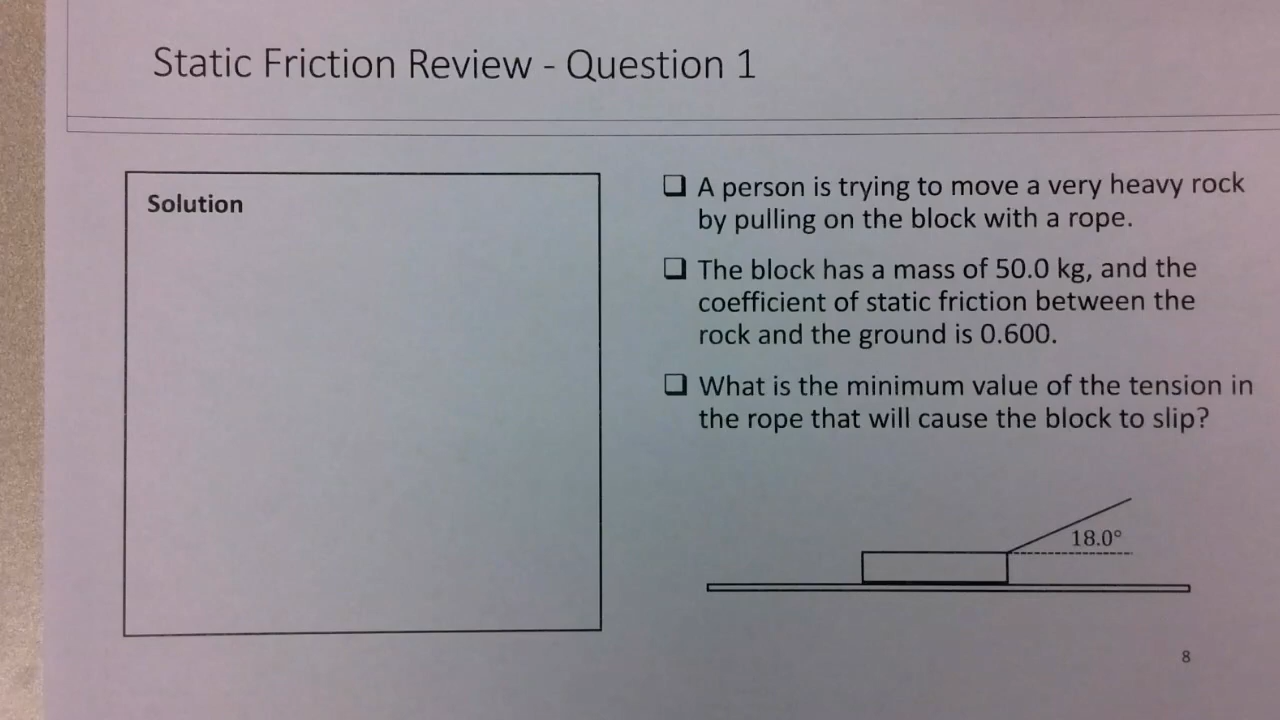 Static Friction Review - Question 1
Solution
❑ A person is trying to move a very heavy rock
by pulling on the block with a rope.
❑ The block has a mass of 50.0 kg, and the
coefficient of static friction between the
rock and the ground is 0.600.
❑ What is the minimum value of the tension in
the rope that will cause the block to slip?
18.0°
8